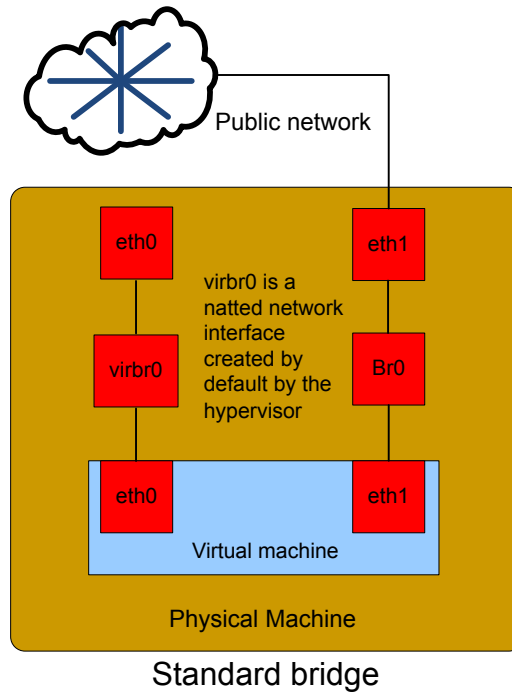 Public network
eth0
eth1
virbr0 is a
natted network
interface
created by
default by the
hypervisor
virbr0
Br0
eth0
eth1
Virtual machine
Physical Machine
Standard bridge